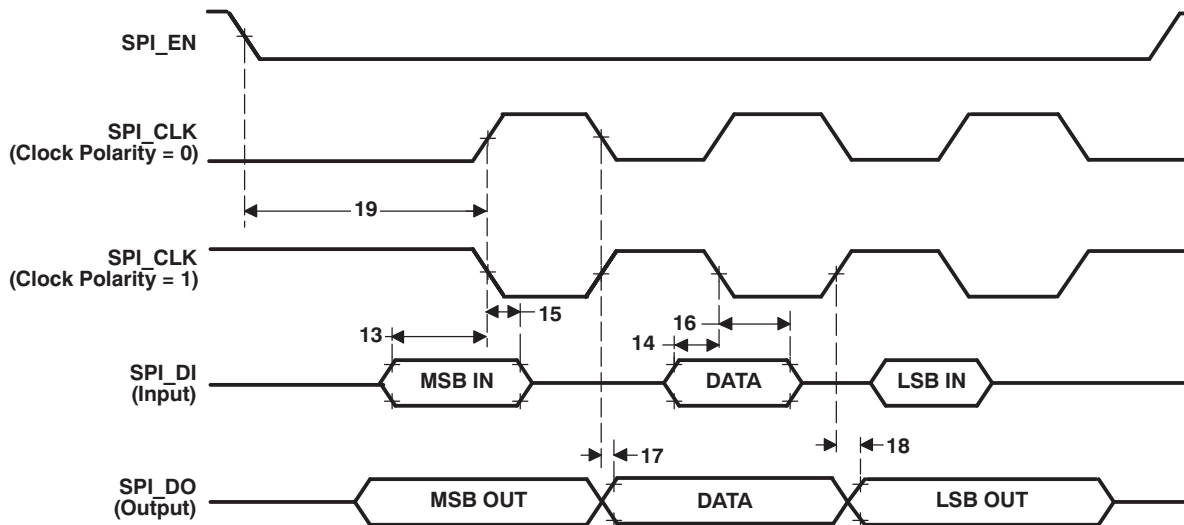 SPI_EN
SPI_CLK
(Clock Polarity = 0)
19
SPI_CLK
(Clock Polarity = 1)
15
13
16
14
SPI_DI
(Input)
MSB IN
DATA
LSB IN
17
18
SPI_DO
(Output)
MSB OUT
DATA
LSB OUT